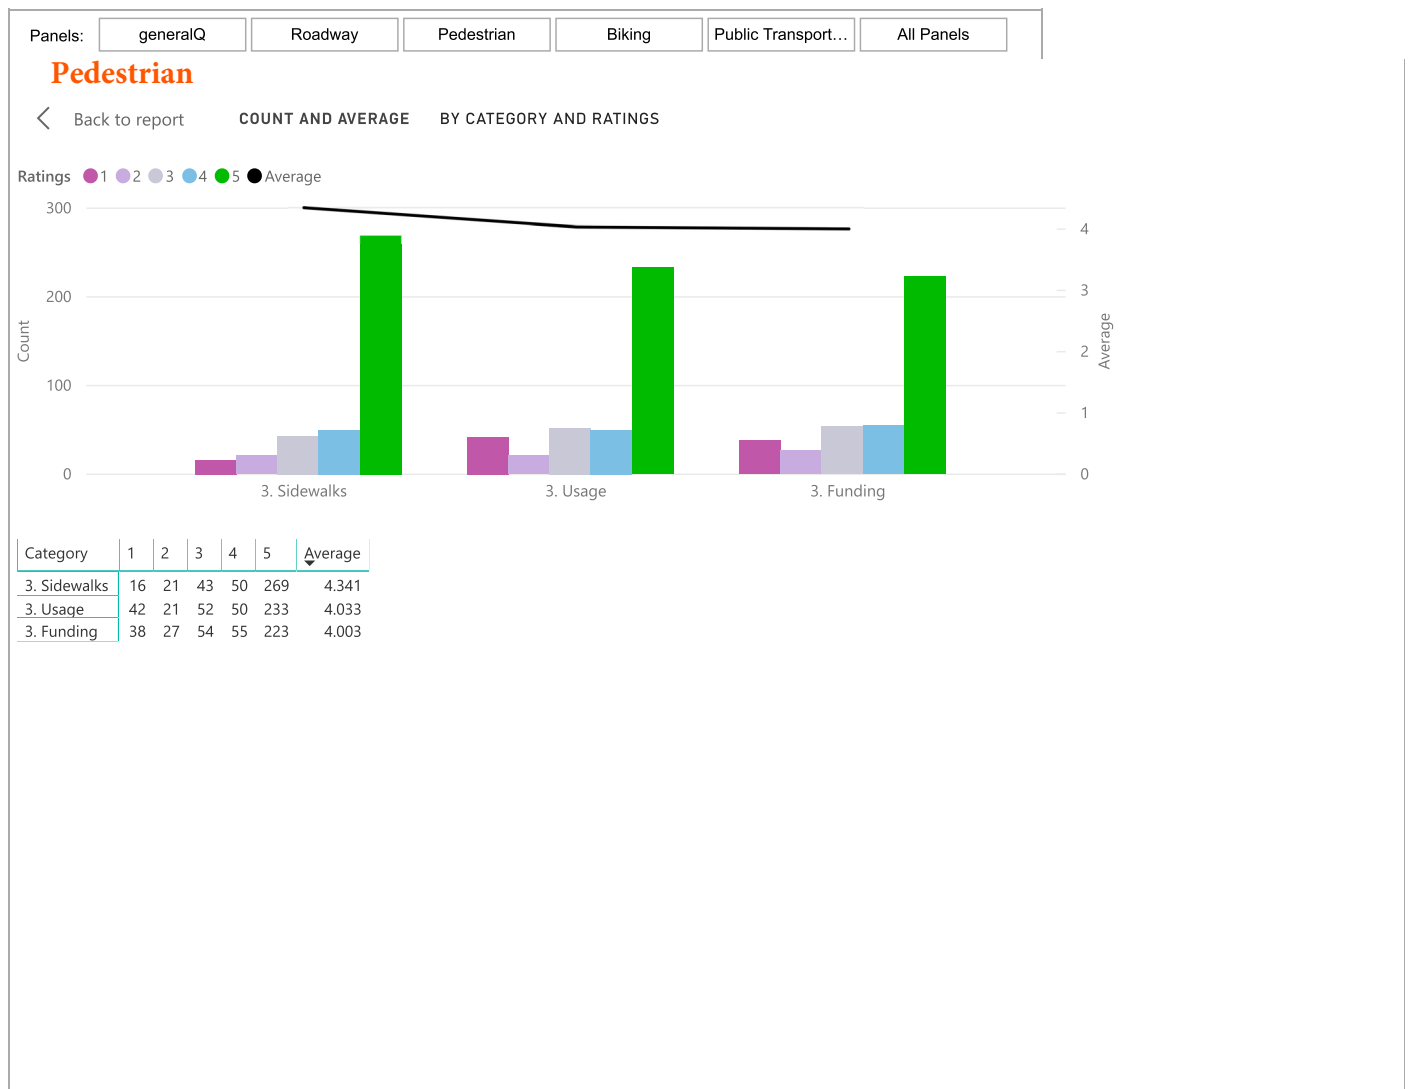 Panels: generalQ Roadway Pedestrian Biking Public Transport… All Panels
Pedestrian
Back to report COUNT AND AVERAGE BY CATEGORY AND RATINGS
Ratings 1 2 3 4 5 Average
300
200
100
0
Count
4
3
2
1
0
Average
3. Sidewalks 3. Usage 3. Funding
Category 1 2 3 4 5 Average
3. Sidewalks 16 21 43 50 269 4.341
3. Usage 42 21 52 50 233 4.033
3. Funding 38 27 54 55 223 4.003